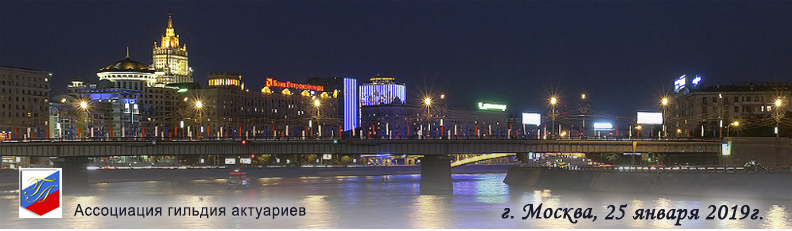 Ассоциация гильдия актуариев
г. Москва, 25 января 2019г.